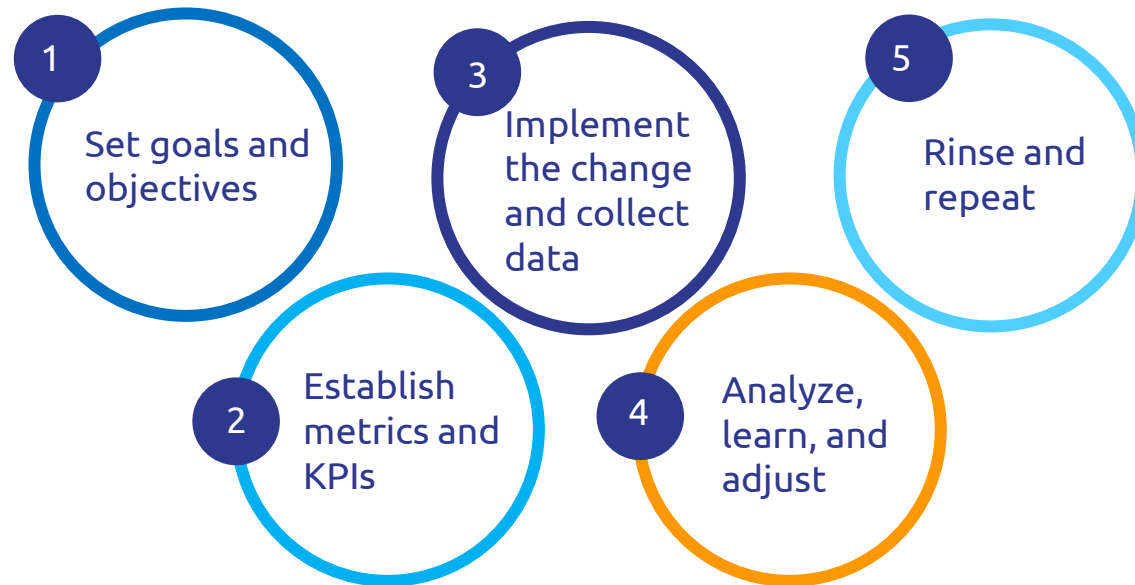 1
Set goals and
objectives
2
Establish
metrics and
KPIs
3
Implement
the change
and collect
data
4
Analyze,
learn, and
adjust
5
Rinse and
repeat